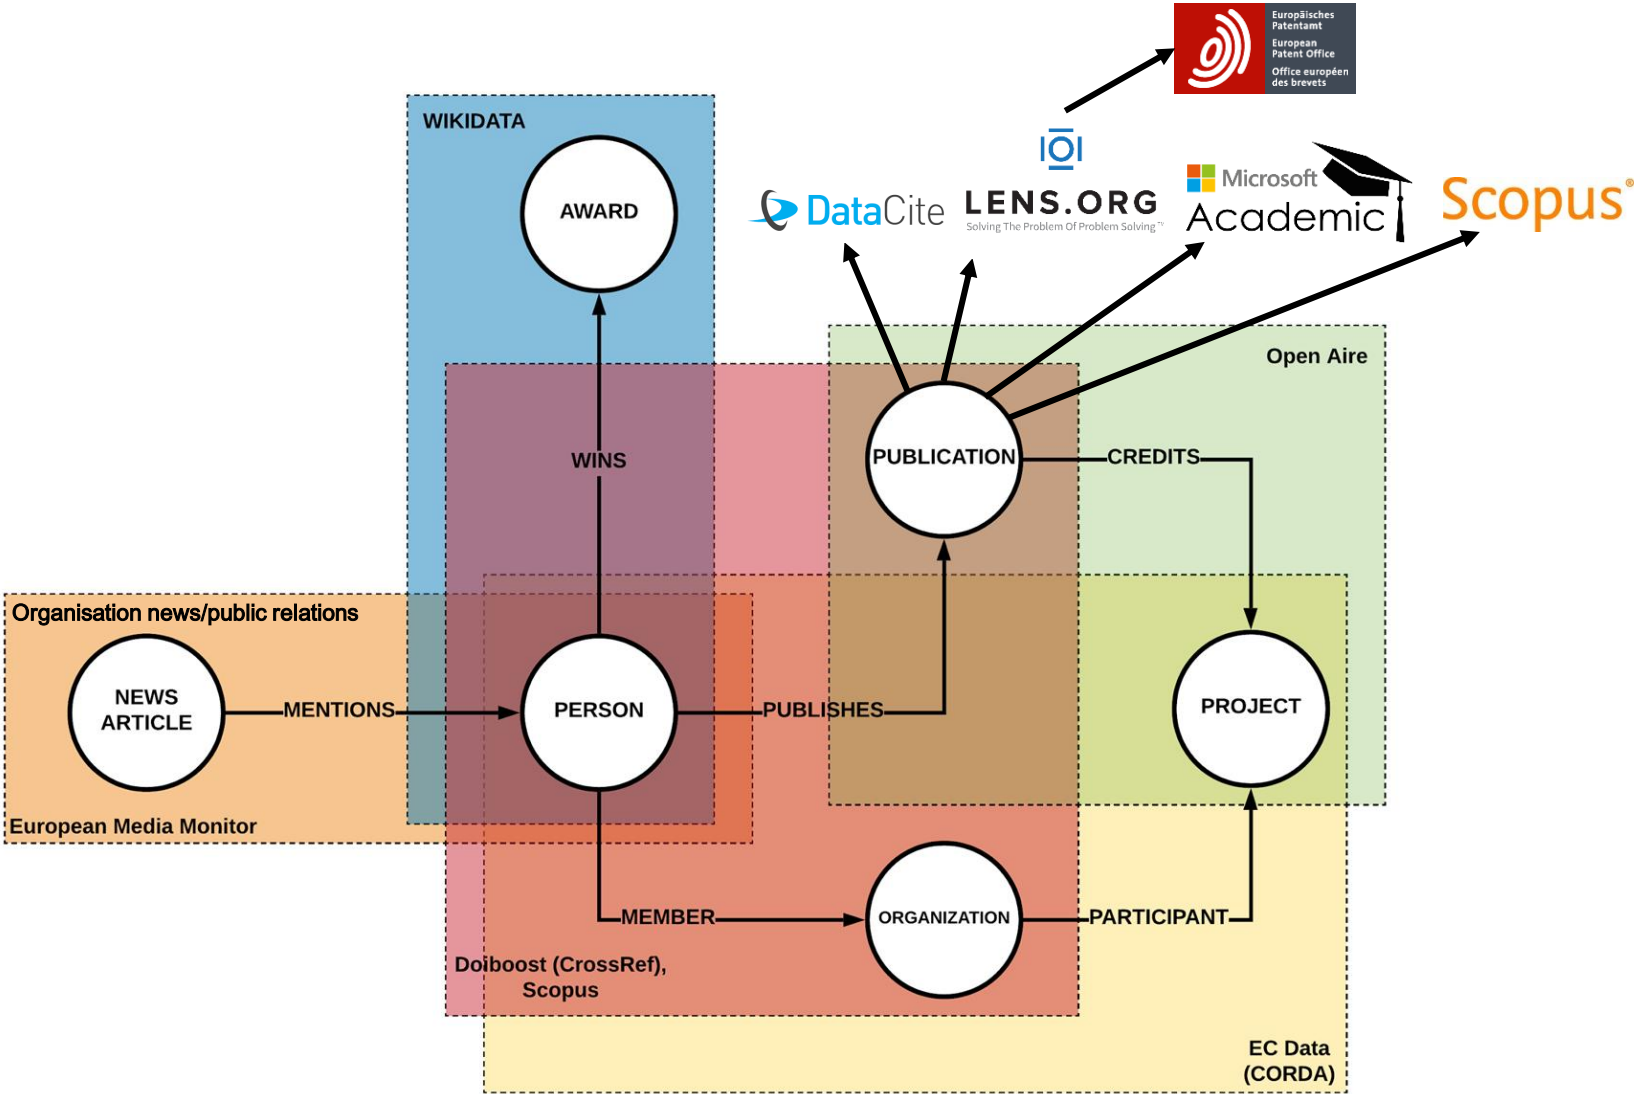 Europäisches
Patentamt
European
Patent Office
Office européen
des brevets
WIKIDATA
AWARD
DataCite
LENS.ORG
Solving The Problem Of Problem Solving™
Microsoft
Academic
Scopus®
Open Aire
WINS
PUBLICATION
CREDITS
Organisation news/public relations
NEWS
ARTICLE
MENTIONS
PERSON
PUBLISHES
PROJECT
European Media Monitor
MEMBER
ORGANIZATION
PARTICIPANT
Doiboost (CrossRef),
Scopus
EC Data
(CORDA)